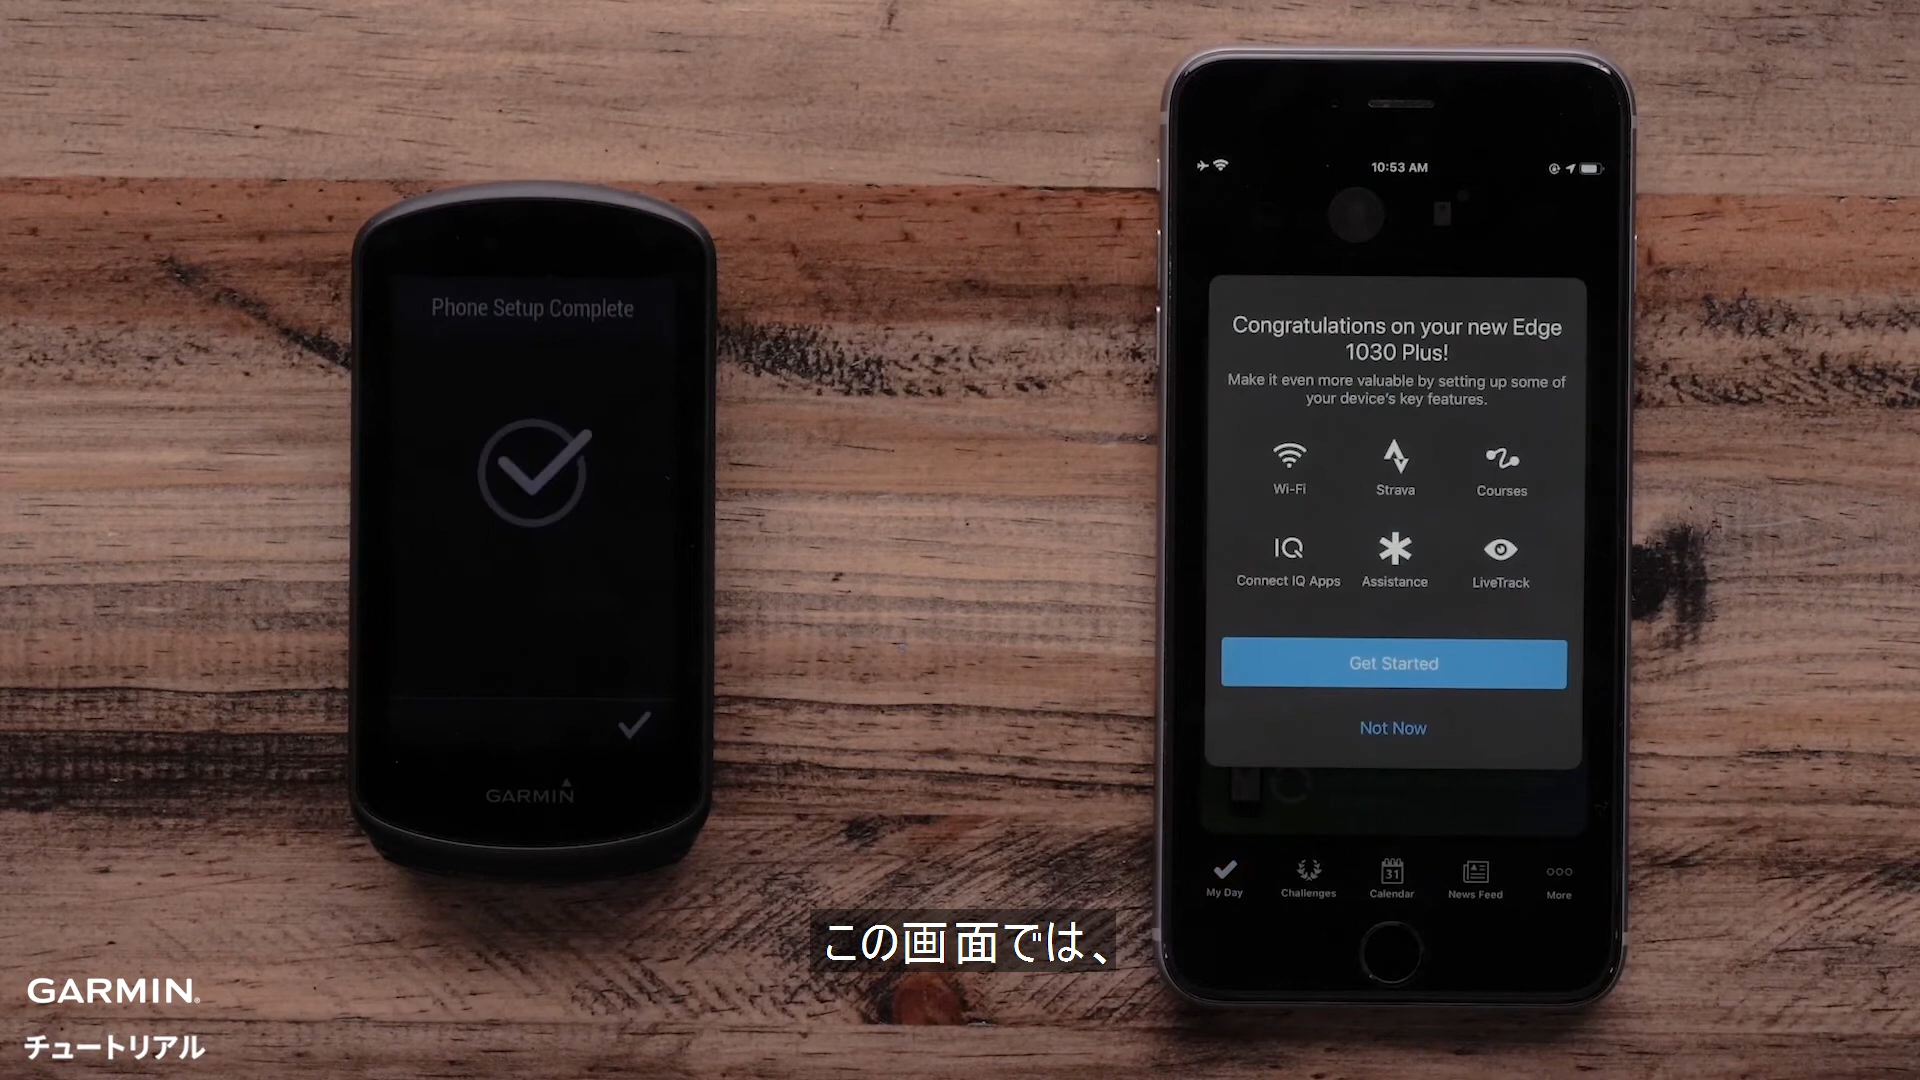 Phone Setup Complete
GARMIN
10:53 AM
Congratulations on your new Edge
1030 Plus!
Make it even more valuable by setting up some of
your device's key features.
Wi-Fi
Strava
Courses
IQ
Connect IQ Apps
Assistance
LiveTrack
Get Started
Not Now
31
My Day
Challenges
Calendar
News Feed
More
この画面では、
GARMIN®
チュートリアル